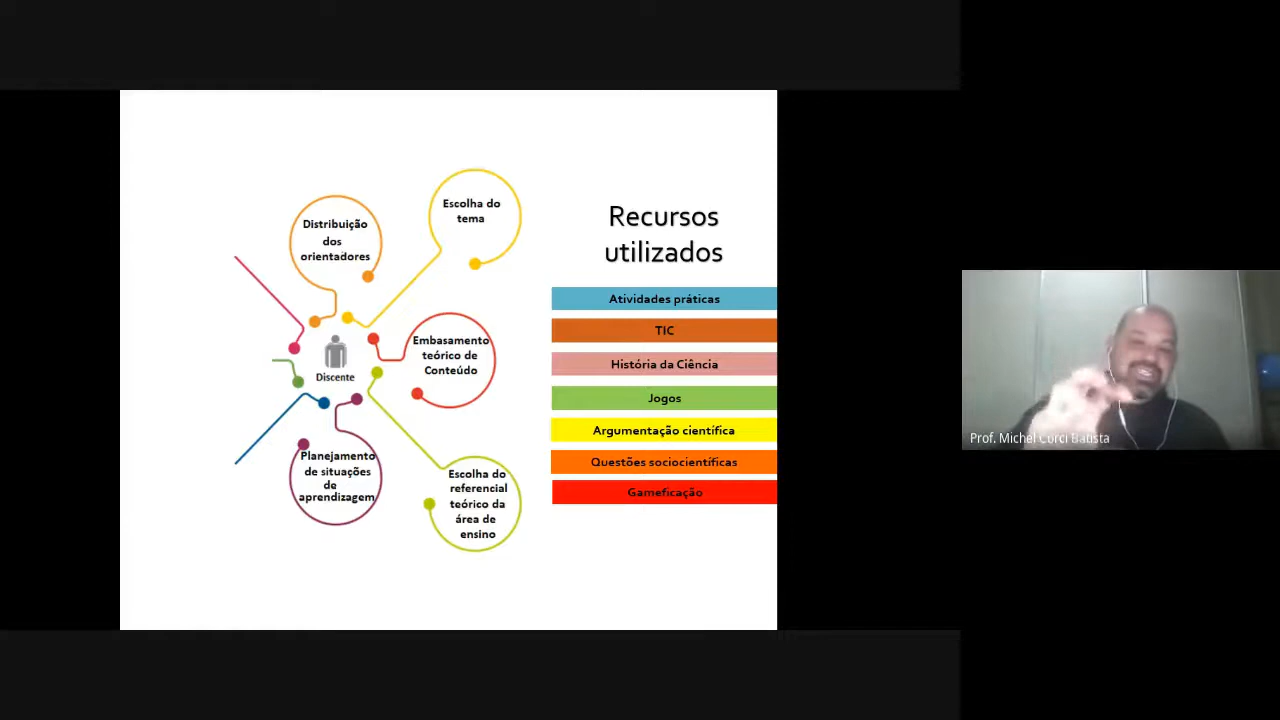 Distribuição
dos
orientadores
Escolha do
tema
Embasamento
teórico de
Conteúdo
Discente
Planejamento
de situações
de
aprendizagem
Escolha do
referencial
teórico da
área de
ensino
Recursos
utilizados
Atividades práticas
TIC
História da Ciência
Jogos
Argumentação científica
Questões sociocientíficas
Gameficação
Prof. Michel Corci Batista